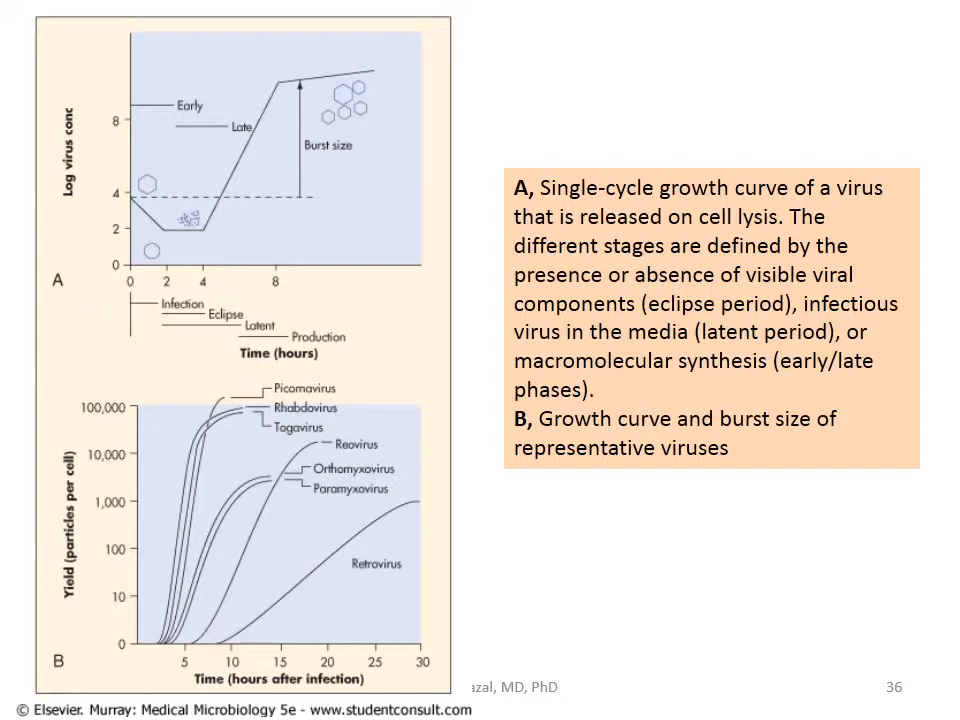 Log virus conc
8
4
2
0
Early
Late
Burst size
A
0 2 4 8
Infection
Eclipse
Latent
Production
Time (hours)
Yield (particles per cell)
100,000
10,000
1,000
100
10
0
Picornavirus
Rhabdovirus
Togavirus
Reovirus
Orthomyxovirus
Paramyxovirus
Retrovirus
B
5 10 15 20 25 30
Time (hours after infection)
© Elsevier. Murray: Medical Microbiology 5e - www.studentconsult.com
A, Single-cycle growth curve of a virus
that is released on cell lysis. The
different stages are defined by the
presence or absence of visible viral
components (eclipse period), infectious
virus in the media (latent period), or
macromolecular synthesis (early/late
phases).
B, Growth curve and burst size of
representative viruses
MD, PhD
36